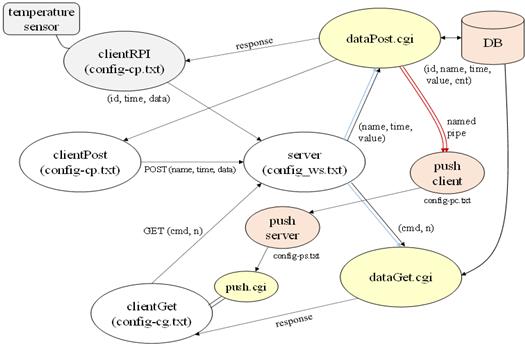 temperature
sensor
clientRPI
(config-cp.txt)
response
dataPost.cgi
DB
(id, time, data)
(id, name, time,
value, cnt)
(name, time,
value)
named
pipe
clientPost
(config-cp.txt)
POST (name, time, data)
server
(config_ws.txt)
push
client
config-pc.txt
GET (cmd, n)
push
server
config-ps.txt
(cmd, n)
push.cgi
dataGet.cgi
clientGet
(config-cg.txt)
response